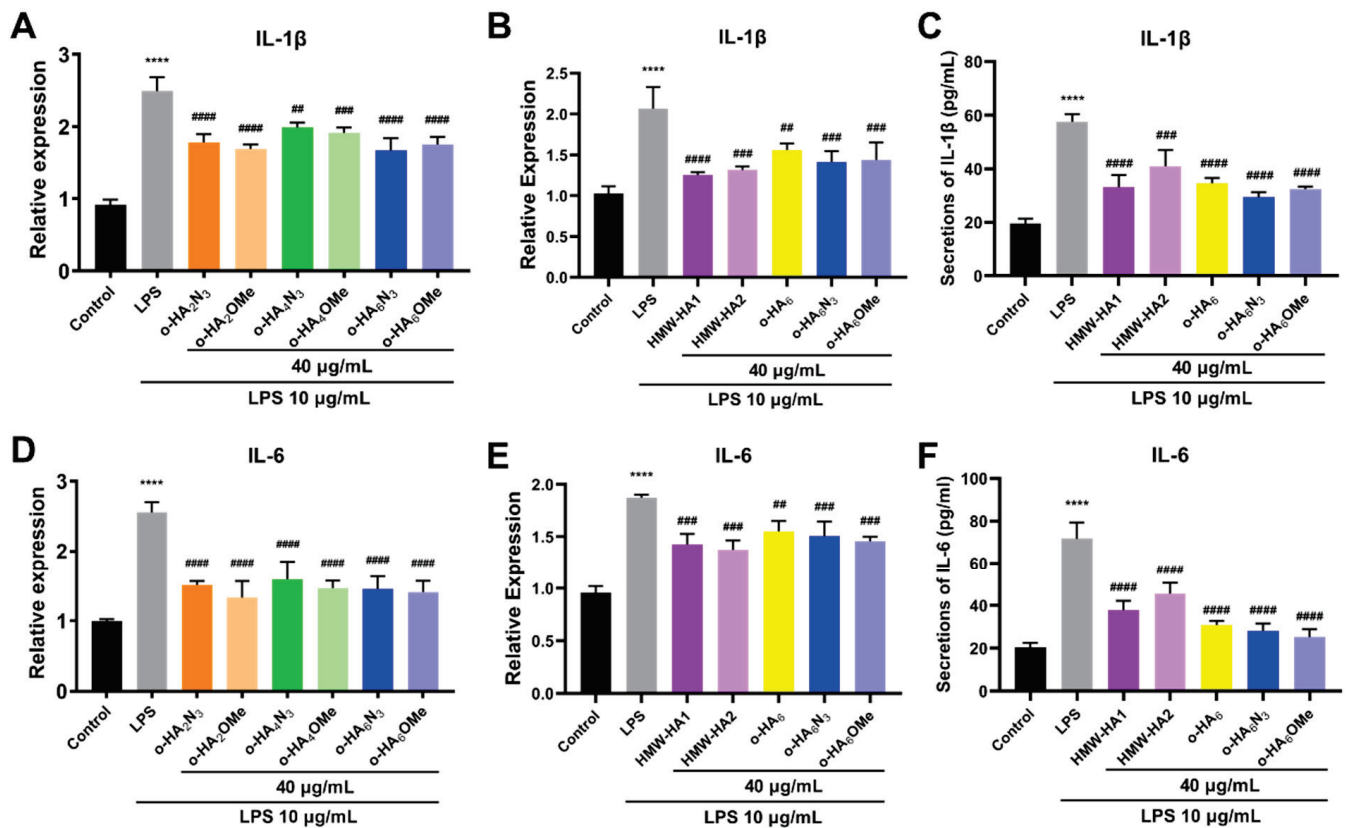 A
IL-1β
Relative expression
3
2
1
0
****
####
####
##
###
####
####
Control
LPS
o-HA₂N₃
o-HA₂OMe
o-HA₄N₃
o-HA₄OMe
o-HA₆N₃
o-HA₆OMe
40 μg/mL
LPS 10 μg/mL
B
IL-1β
Relative Expression
2.5
2.0
1.5
1.0
0.5
0.0
****
####
###
##
###
###
Control
LPS
HMW-HA1
HMW-HA2
o-HA₆
o-HA₆N₃
o-HA₆OMe
40 μg/mL
LPS 10 μg/mL
C
IL-1β
Secretions of IL-1β (pg/mL)
80
60
40
20
0
****
####
###
####
####
####
Control
LPS
HMW-HA1
HMW-HA2
o-HA₆
o-HA₆N₃
o-HA₆OMe
40 μg/mL
LPS 10 μg/mL
D
IL-6
Relative expression
3
2
1
0
****
####
####
####
####
####
####
Control
LPS
o-HA₂N₃
o-HA₂OMe
o-HA₄N₃
o-HA₄OMe
o-HA₆N₃
o-HA₆OMe
40 μg/mL
LPS 10 μg/mL
E
IL-6
Relative Expression
2.0
1.5
1.0
0.5
0.0
****
###
###
##
###
###
Control
LPS
HMW-HA1
HMW-HA2
o-HA₆
o-HA₆N₃
o-HA₆OMe
40 μg/mL
LPS 10 μg/mL
F
IL-6
Secretions of IL-6 (pg/ml)
100
80
60
40
20
0
****
####
####
####
####
####
Control
LPS
HMW-HA1
HMW-HA2
o-HA₆
o-HA₆N₃
o-HA₆OMe
40 μg/mL
LPS 10 μg/mL